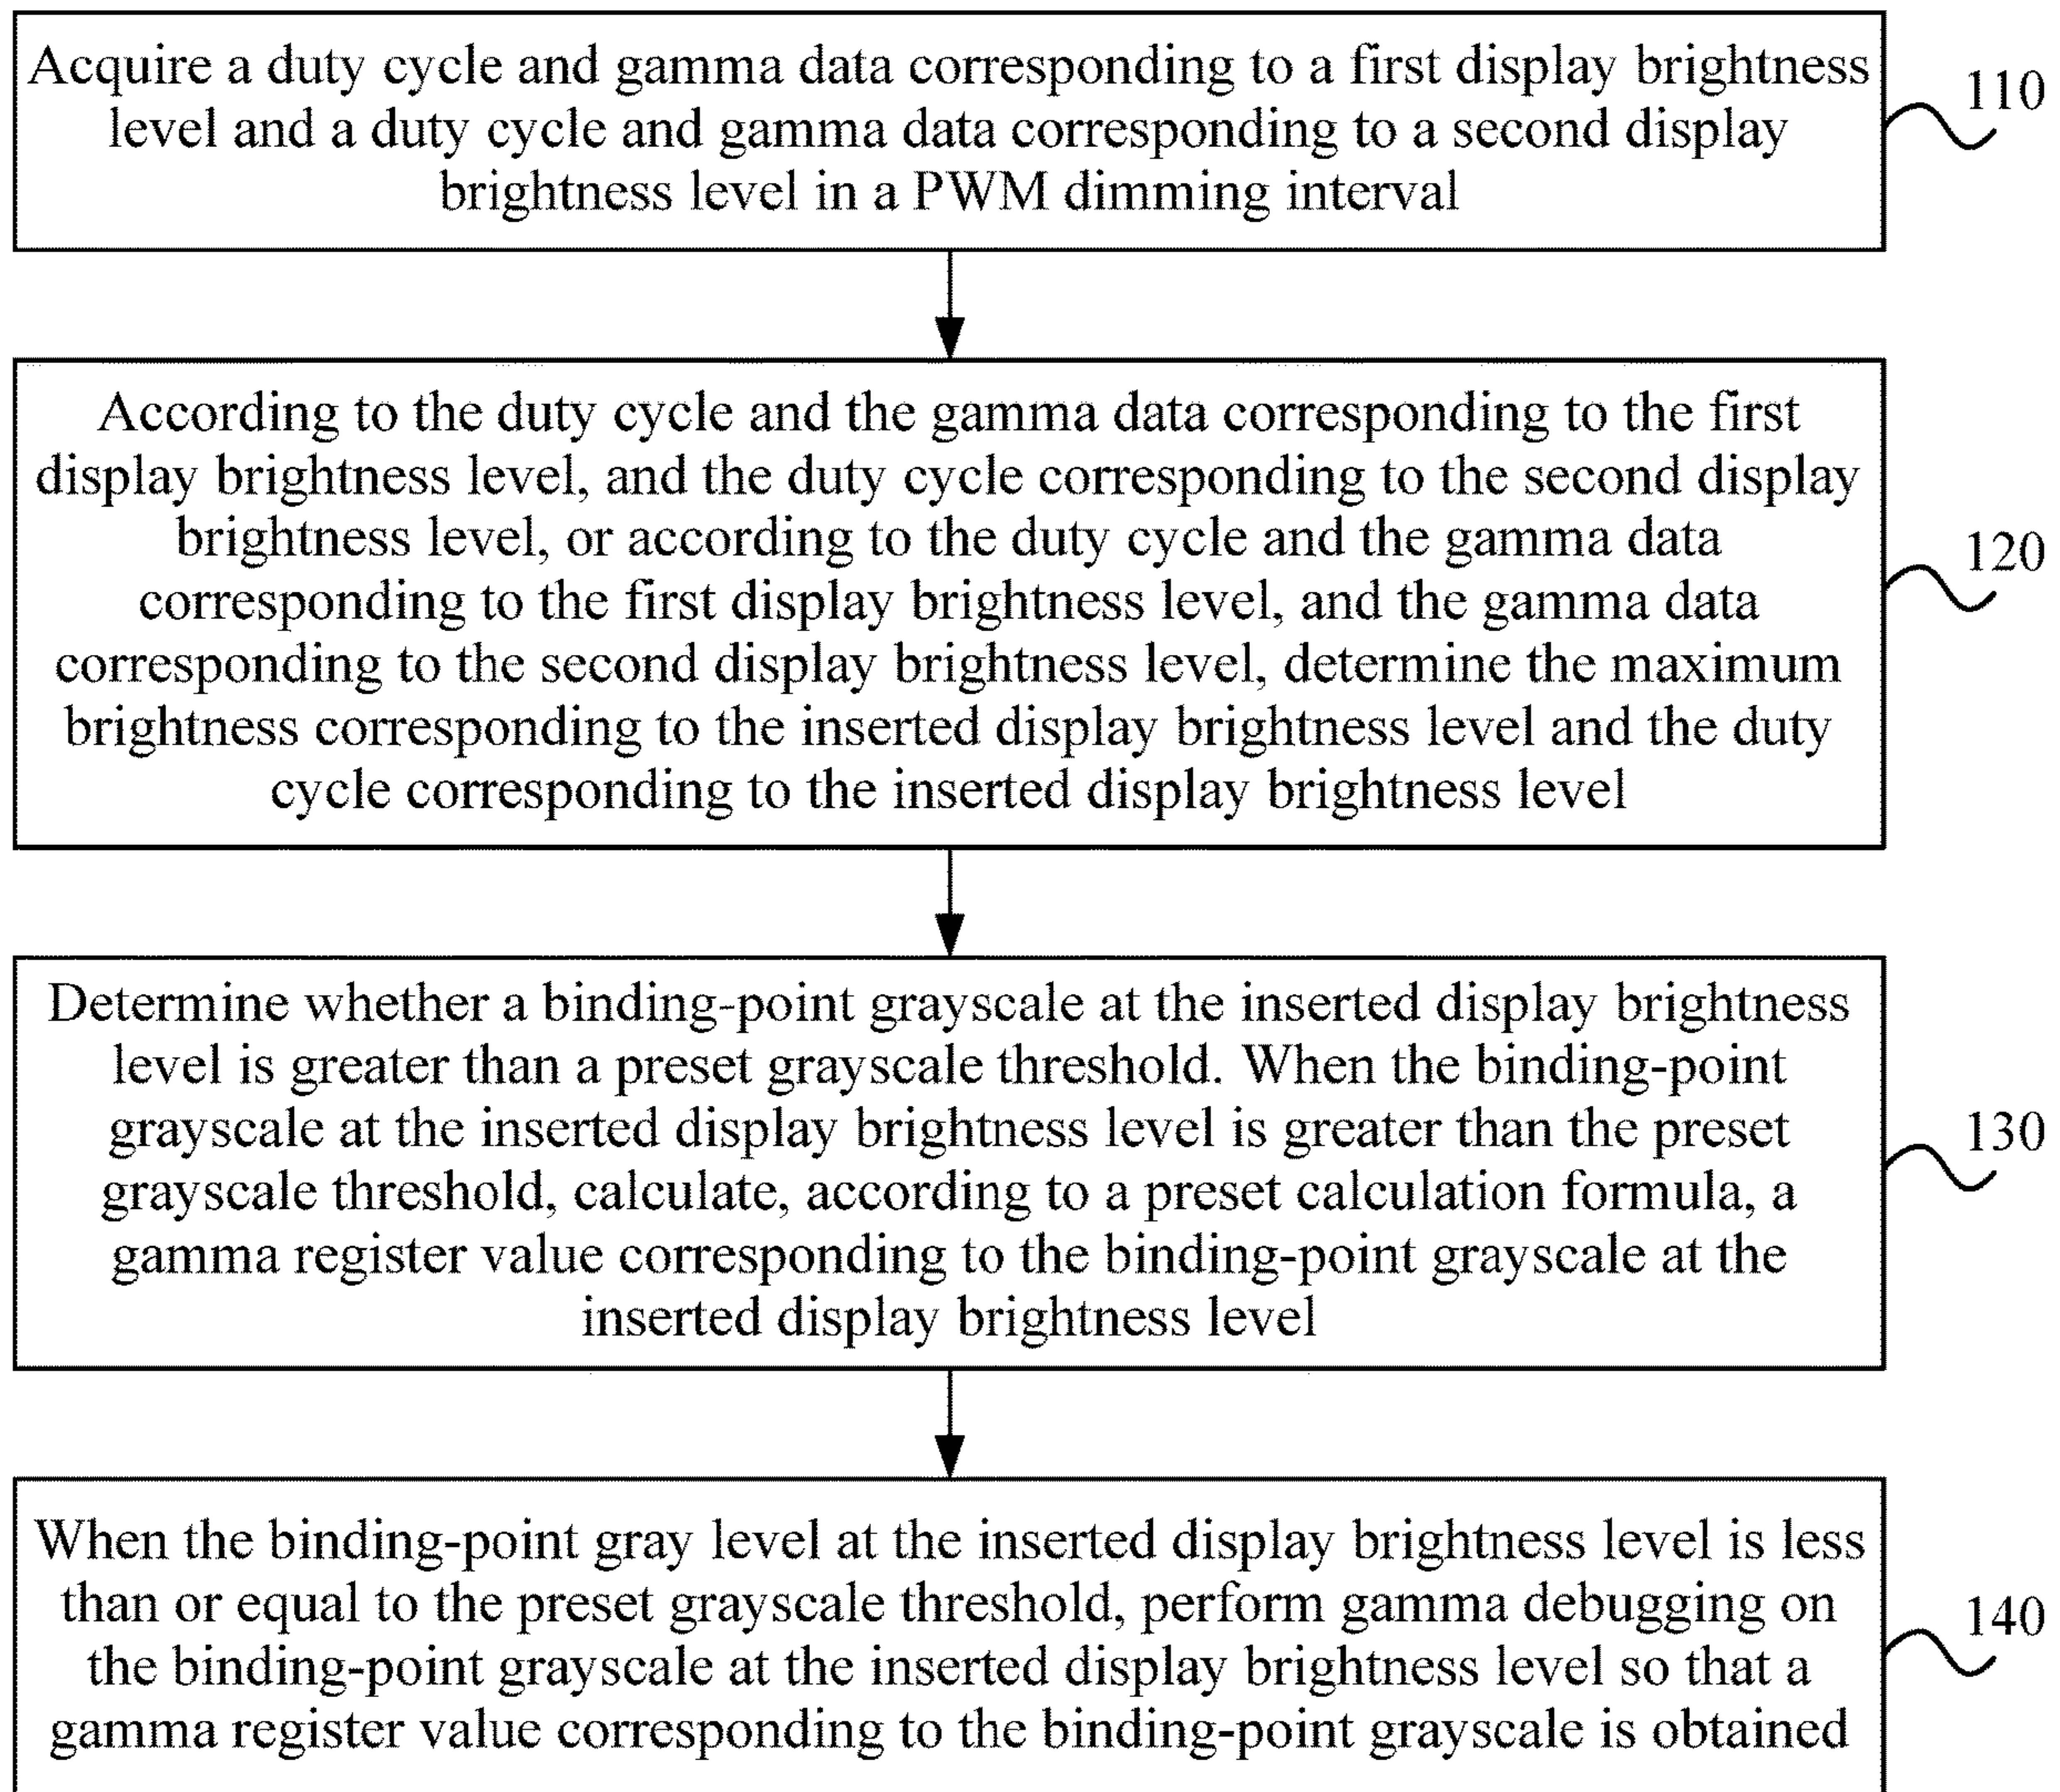 Acquire a duty cycle and gamma data corresponding to a first display brightness
level and a duty cycle and gamma data corresponding to a second display
brightness level in a PWM dimming interval
110
According to the duty cycle and the gamma data corresponding to the first
display brightness level, and the duty cycle corresponding to the second display
brightness level, or according to the duty cycle and the gamma data
corresponding to the first display brightness level, and the gamma data
corresponding to the second display brightness level, determine the maximum
brightness corresponding to the inserted display brightness level and the duty
cycle corresponding to the inserted display brightness level
120
Determine whether a binding-point grayscale at the inserted display brightness
level is greater than a preset grayscale threshold. When the binding-point
grayscale at the inserted display brightness level is greater than the preset
grayscale threshold, calculate, according to a preset calculation formula, a
gamma register value corresponding to the binding-point grayscale at the
inserted display brightness level
130
When the binding-point gray level at the inserted display brightness level is less
than or equal to the preset grayscale threshold, perform gamma debugging on
the binding-point grayscale at the inserted display brightness level so that a
gamma register value corresponding to the binding-point grayscale is obtained
140